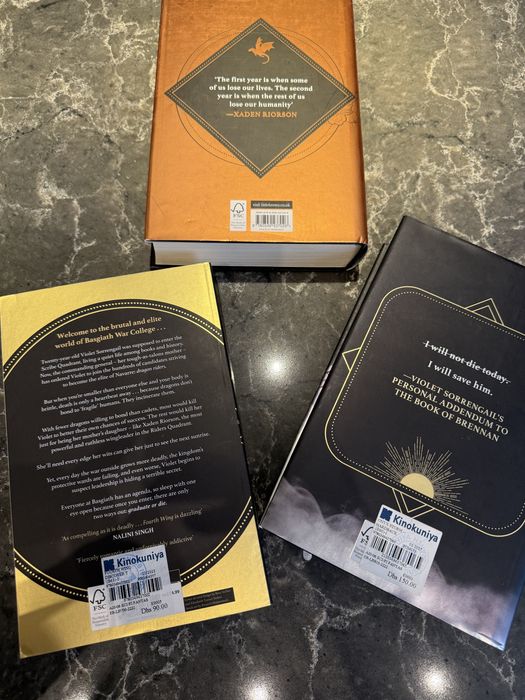 'The first year is when some
of us lose our lives. The second
year is when the rest of us
lose our humanity'
—XADEN RIORSON
FSC
visit littlebrown.co.uk
Welcome to the brutal and elite
world of Basgiath War College . . .
Twenty-year-old Violet Sorrengail was supposed to enter the
Scribe Quadrant, living a quiet life among books and history.
Now, the commanding general – her tough-as-talons mother –
has ordered Violet to join the hundreds of candidates striving
to become the elite of Navarre: dragon riders.
But when you're smaller than everyone else and your body is
brittle, death is only a heartbeat away . . . because dragons don't
bond to 'fragile' humans. They incinerate them.
With fewer dragons willing to bond than cadets, most would kill
Violet to better their own chances of success. The rest would kill her
just for being her mother's daughter – like Xaden Riorson, the most
powerful and ruthless wingleader in the Riders Quadrant.
She'll need every edge her wits can give her just to see the next sunrise.
Yet, every day the war outside grows more deadly, the kingdom's
protective wards are failing, and even worse, Violet begins to
suspect leadership is hiding a terrible secret.
Everyone at Basgiath has an agenda, so sleep with one
eye open because once you enter, there are only
two ways out: graduate or die.
'As compelling as it is deadly . . . Fourth Wing is dazzling'
NALINI SINGH
'Fiercely
addictive'
Kinokuniya
FSC
Dhs 90.00
I will not die today.
I will save him.
—VIOLET SORRENGAIL'S
PERSONAL ADDENDUM TO
THE BOOK OF BRENNAN
Kinokuniya
Dhs 150.00